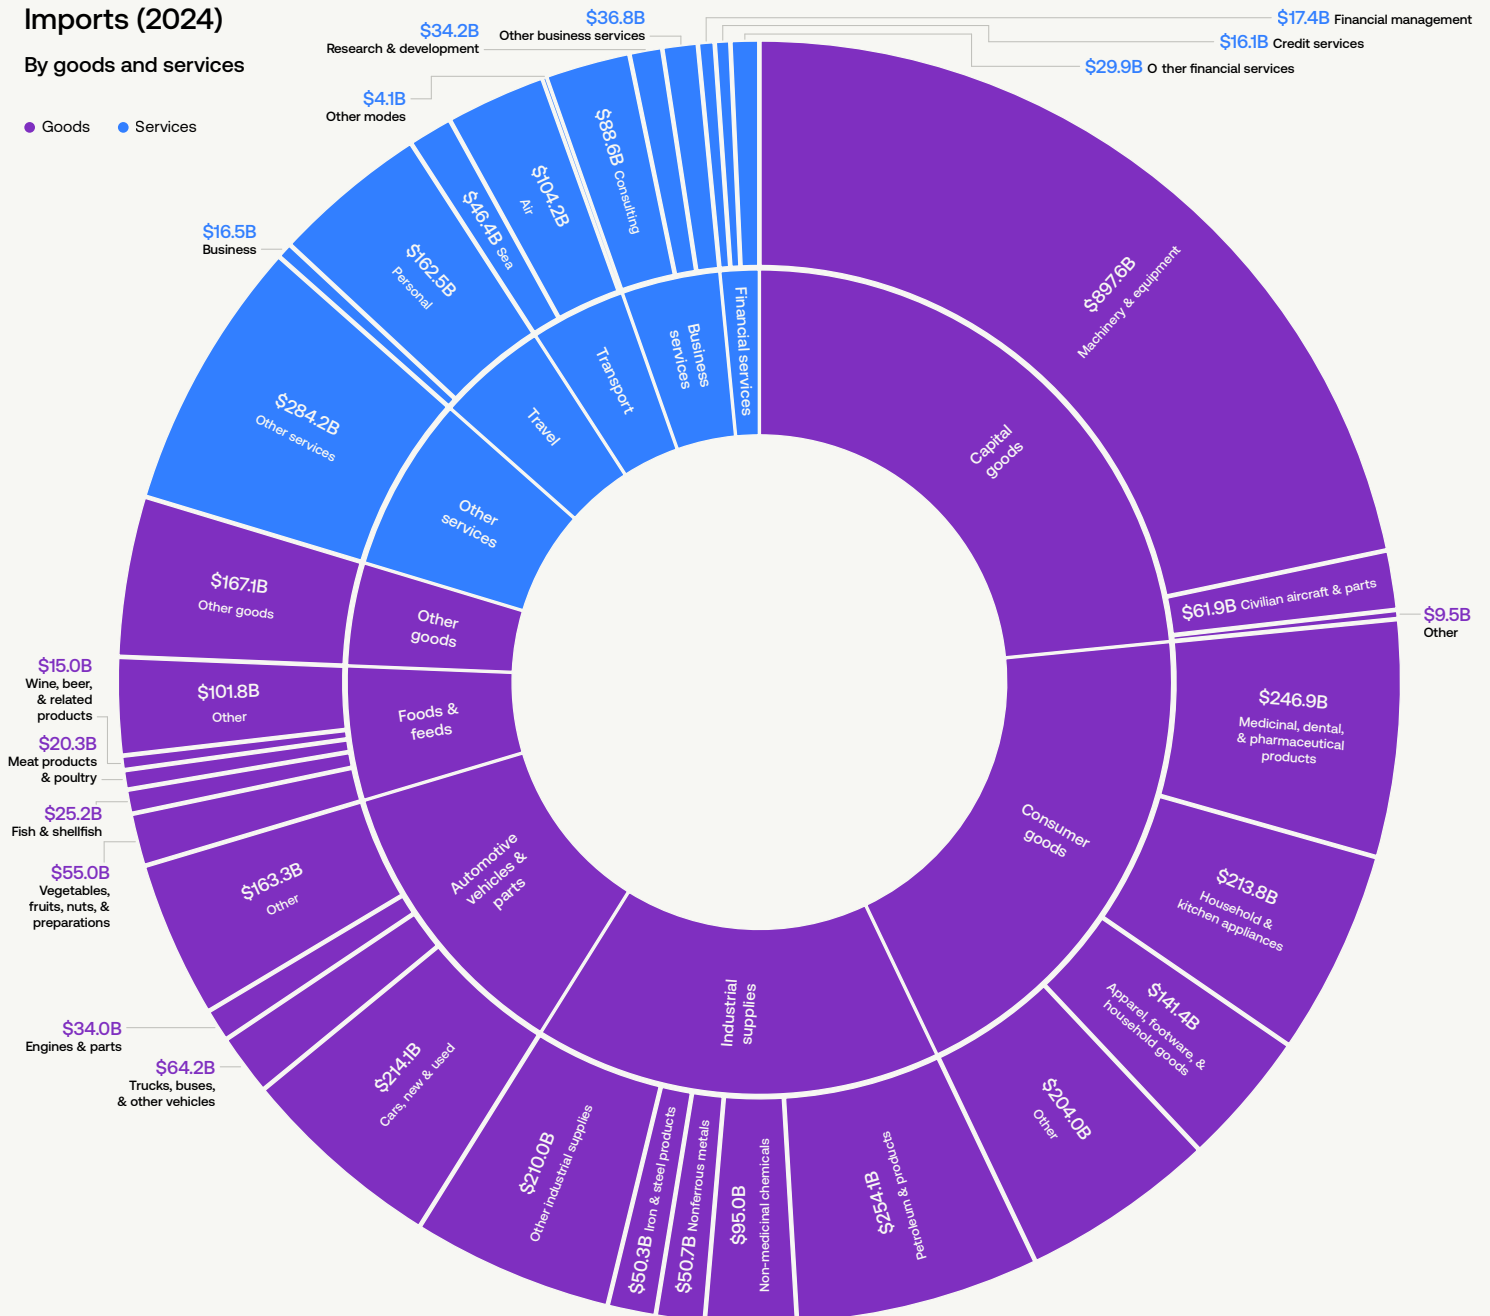 Imports (2024)
By goods and services
Goods
Services
$36.8B
Other business services
$34.2B
Research & development
$4.1B
Other modes
$17.4B Financial management
$16.1B Credit services
$29.9B O ther financial services
$88.6B Consulting
$104.2B
Air
$46.4B Sea
$162.5B
Personal
$16.5B
Business
$284.2B
Other services
Financial services
Business
services
Transport
Travel
Other
services
$897.6B
Machinery & equipment
Capital
goods
$61.9B Civilian aircraft & parts
$9.5B
Other
$246.9B
Medicinal, dental,
& pharmaceutical
products
$213.8B
Household &
kitchen appliances
$141.4B
Apparel, footware, &
household goods
$204.0B
Other
Consumer
goods
Industrial
supplies
$254.1B
Petroleum & products
$95.0B
Non-medicinal chemicals
$50.7B Nonferrous metals
$50.3B Iron & steel products
$210.0B
Other industrial supplies
Automotive
vehicles &
parts
$214.1B
Cars, new & used
$64.2B
Trucks, buses,
& other vehicles
$34.0B
Engines & parts
$163.3B
Other
Foods &
feeds
$55.0B
Vegetables,
fruits, nuts, &
preparations
$25.2B
Fish & shellfish
$20.3B
Meat products
& poultry
$15.0B
Wine, beer,
& related
products
$101.8B
Other
Other
goods
$167.1B
Other goods